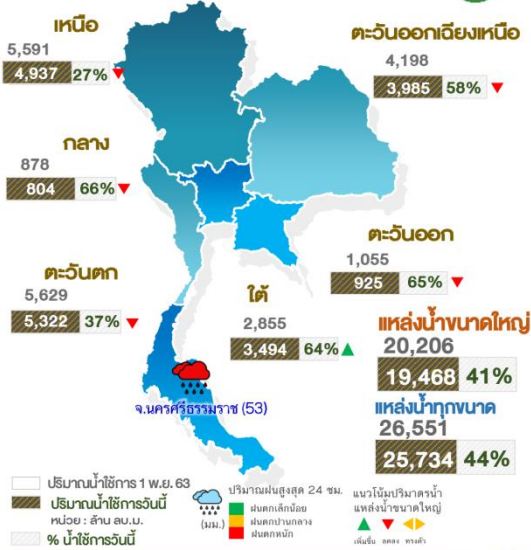 เหนือ
5,591
4,937 27%
ตะวันออกเฉียงเหนือ
4,198
3,985 58%
กลาง
878
804 66%
ตะวันออก
1,055
925 65%
ตะวันตก
5,629
5,322 37%
ใต้
2,855
3,494 64%
แหล่งน้ำขนาดใหญ่
20,206
19,468 41%
จ.นครศรีธรรมราช (53)
แหล่งน้ำทุกขนาด
26,551
25,734 44%
ปริมาณน้ำใช้การ 1 พ.ย. 63
ปริมาณน้ำใช้การวันนี้
หน่วย : ล้าน ลบ.ม.
% น้ำใช้การวันนี้
ปริมาณฝนสูงสุด 24 ชม.
(มม.)
ฝนตกเล็กน้อย
ฝนตกปานกลาง
ฝนตกหนัก
แนวโน้มปริมาตรน้ำ
แหล่งน้ำขนาดใหญ่
เพิ่มขึ้น ลดลง ทรงตัว